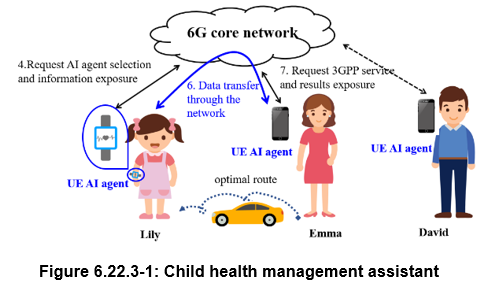 6G core network
4.Request AI agent selection
and information exposure
6. Data transfer
through the
network
7. Request 3GPP service
and results exposure
UE AI agent
UE AI agent
UE AI agent
optimal route
Lily
Emma
David
Figure 6.22.3-1: Child health management assistant